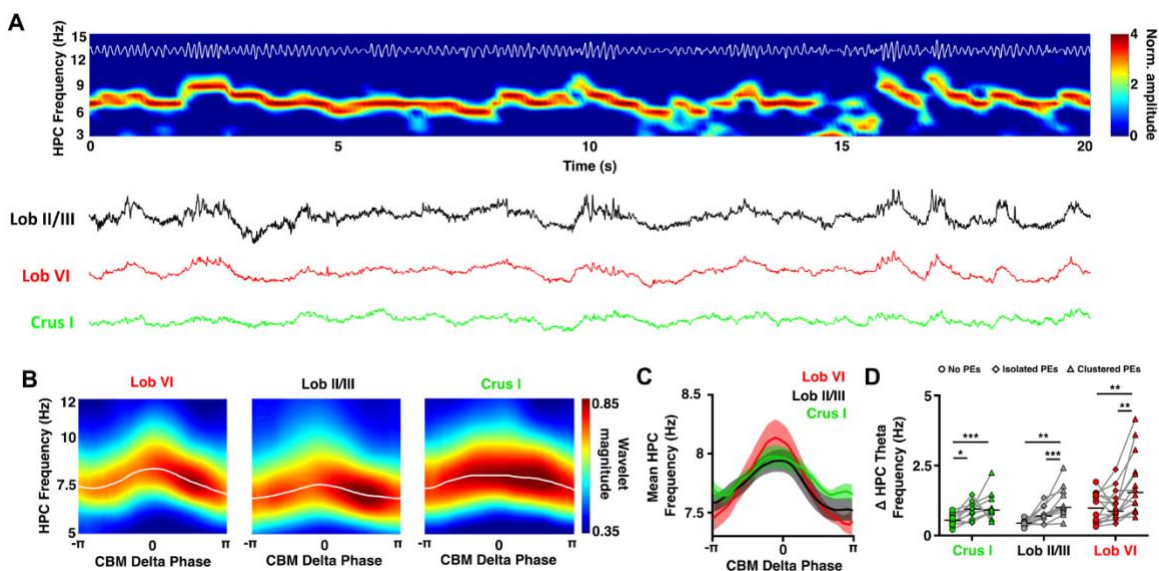 A
HPC Frequency (Hz)
15
12
9
6
3
0
5
10
15
20
Time (s)
4
2
0
Norm. amplitude
Lob II/III
Lob VI
Crus I
B
Lob VI
Lob II/III
Crus I
HPC Frequency (Hz)
12
10
7.5
5
-π
0
π
-π
0
π
-π
0
π
CBM Delta Phase
CBM Delta Phase
CBM Delta Phase
0.85
0.35
Wavelet magnitude
C
Lob VI
Lob II/III
Crus I
Mean HPC Frequency (Hz)
8.5
8
7.5
-π
0
π
CBM Delta Phase
D
No PEs
Isolated PEs
Clustered PEs
Δ HPC Theta Frequency (Hz)
5
2.5
0
***
*
**
***
**
**
Crus I
Lob II/III
Lob VI